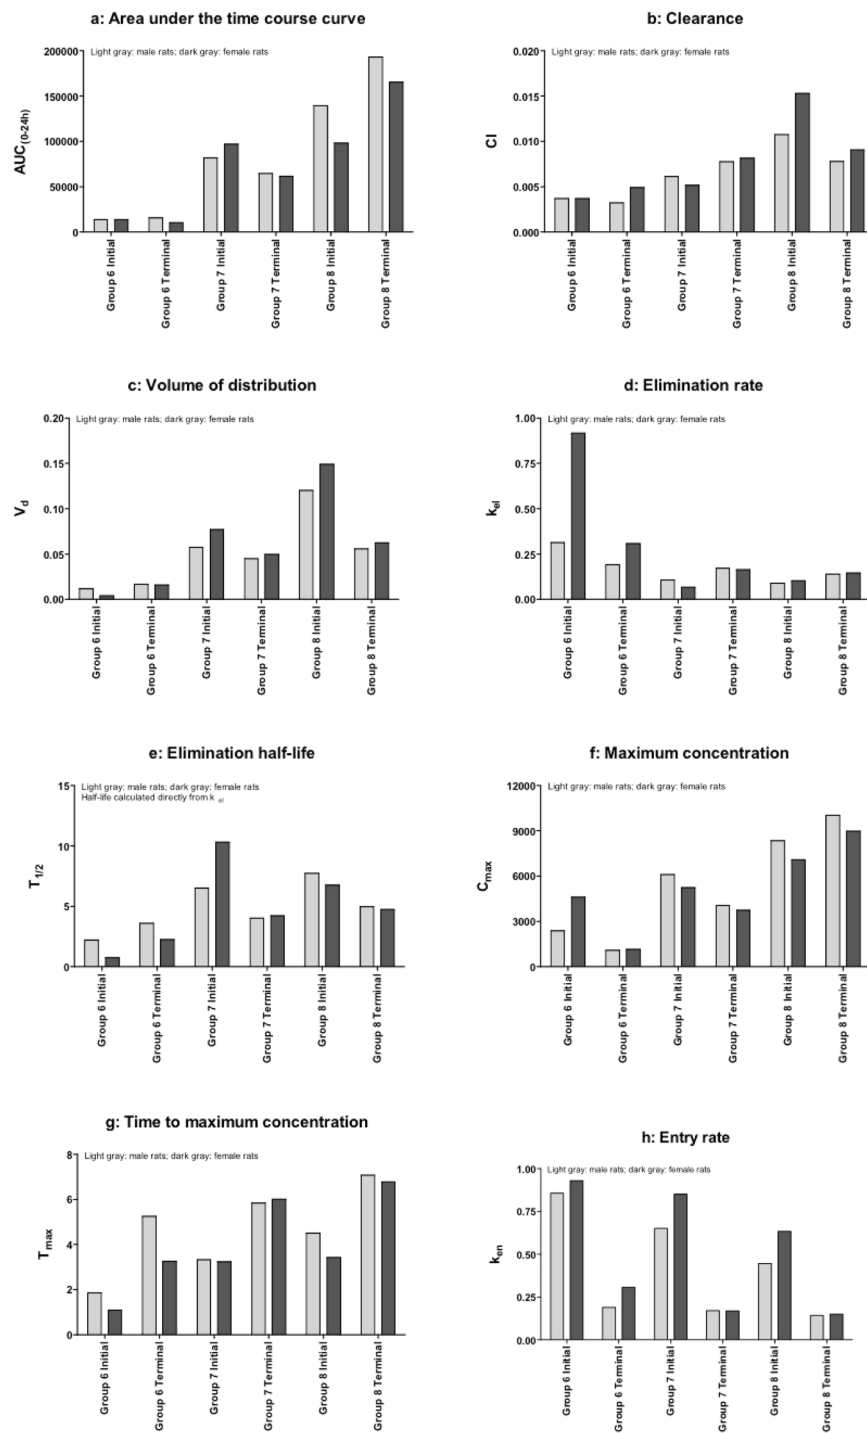 a: Area under the time course curve
Light gray: male rats; dark gray: female rats
AUC(0-24h)
200000
150000
100000
50000
0
Group 6 Initial
Group 6 Terminal
Group 7 Initial
Group 7 Terminal
Group 8 Initial
Group 8 Terminal
b: Clearance
Light gray: male rats; dark gray: female rats
Cl
0.020
0.015
0.010
0.005
0.000
Group 6 Initial
Group 6 Terminal
Group 7 Initial
Group 7 Terminal
Group 8 Initial
Group 8 Terminal
c: Volume of distribution
Light gray: male rats; dark gray: female rats
Vd
0.20
0.15
0.10
0.05
0.00
Group 6 Initial
Group 6 Terminal
Group 7 Initial
Group 7 Terminal
Group 8 Initial
Group 8 Terminal
d: Elimination rate
Light gray: male rats; dark gray: female rats
kel
1.00
0.75
0.50
0.25
0.00
Group 6 Initial
Group 6 Terminal
Group 7 Initial
Group 7 Terminal
Group 8 Initial
Group 8 Terminal
e: Elimination half-life
Light gray: male rats; dark gray: female rats
Half-life calculated directly from k el
T1/2
15
10
5
0
Group 6 Initial
Group 6 Terminal
Group 7 Initial
Group 7 Terminal
Group 8 Initial
Group 8 Terminal
f: Maximum concentration
Light gray: male rats; dark gray: female rats
Cmax
12000
9000
6000
3000
0
Group 6 Initial
Group 6 Terminal
Group 7 Initial
Group 7 Terminal
Group 8 Initial
Group 8 Terminal
g: Time to maximum concentration
Light gray: male rats; dark gray: female rats
Tmax
8
6
4
2
0
Group 6 Initial
Group 6 Terminal
Group 7 Initial
Group 7 Terminal
Group 8 Initial
Group 8 Terminal
h: Entry rate
Light gray: male rats; dark gray: female rats
ken
1.00
0.75
0.50
0.25
0.00
Group 6 Initial
Group 6 Terminal
Group 7 Initial
Group 7 Terminal
Group 8 Initial
Group 8 Terminal